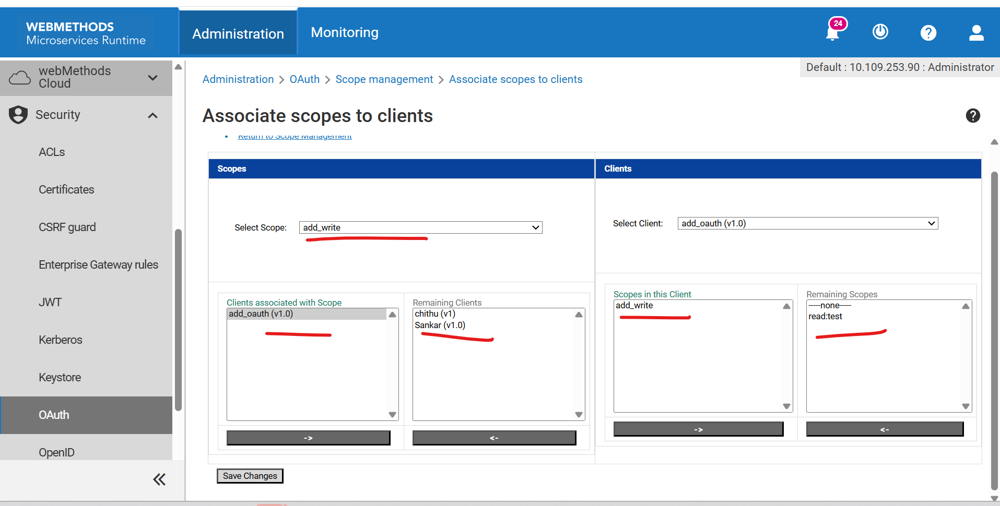 WEBMETHODS
Microservices Runtime
Administration
Monitoring
24
Default : 10.109.253.90 : Administrator
webMethods
Cloud
Security
ACLs
Certificates
CSRF guard
Enterprise Gateway rules
JWT
Kerberos
Keystore
OAuth
OpenID
Administration > OAuth > Scope management > Associate scopes to clients
Associate scopes to clients
Return to Scope Management
Scopes
Select Scope: add_write
Clients associated with Scope
add_oauth (v1.0)
->
Remaining Clients
chithu (v1)
Sankar (v1.0)
<-
Clients
Select Client: add_oauth (v1.0)
Scopes in this Client
add_write
->
Remaining Scopes
-----none-----
read:test
<-
Save Changes